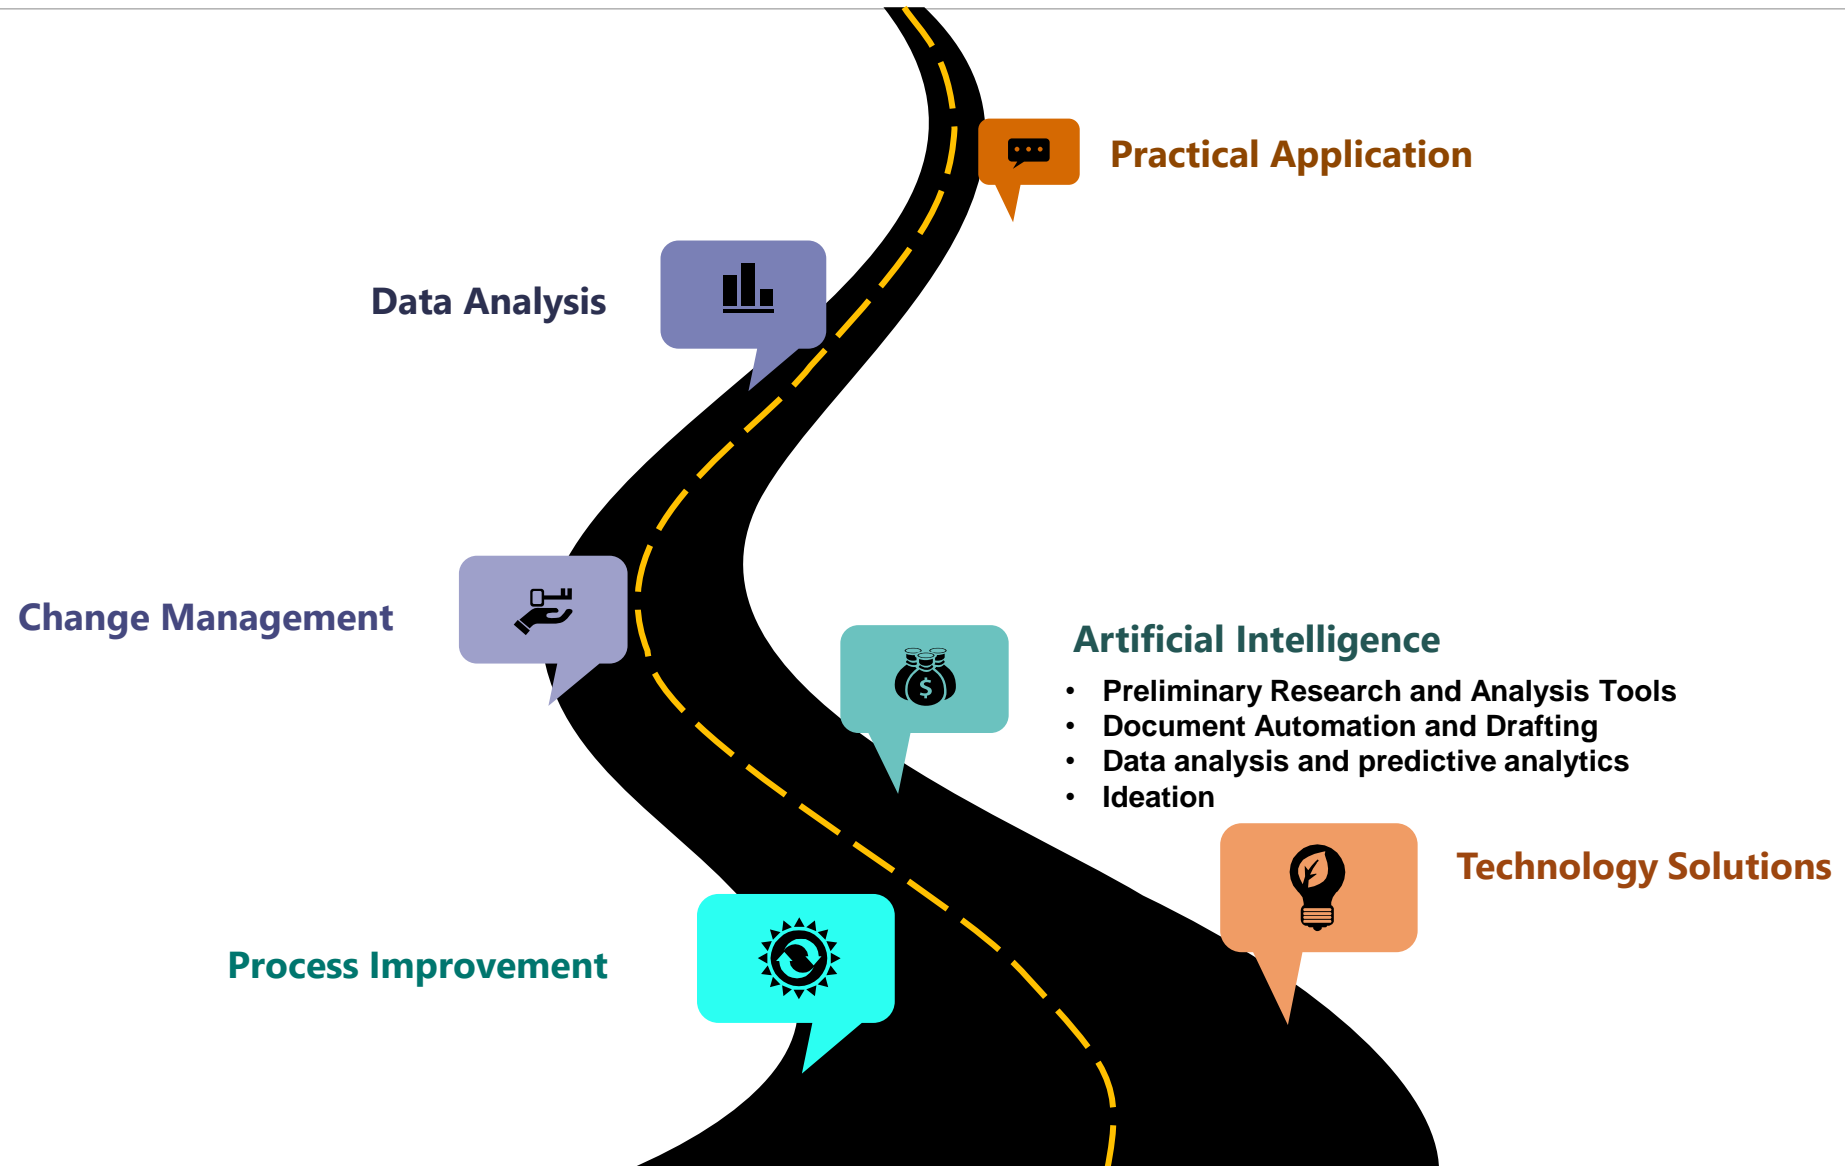 Practical Application
Data Analysis
Change Management
Artificial Intelligence
• Preliminary Research and Analysis Tools
• Document Automation and Drafting
• Data analysis and predictive analytics
• Ideation
Technology Solutions
Process Improvement
$